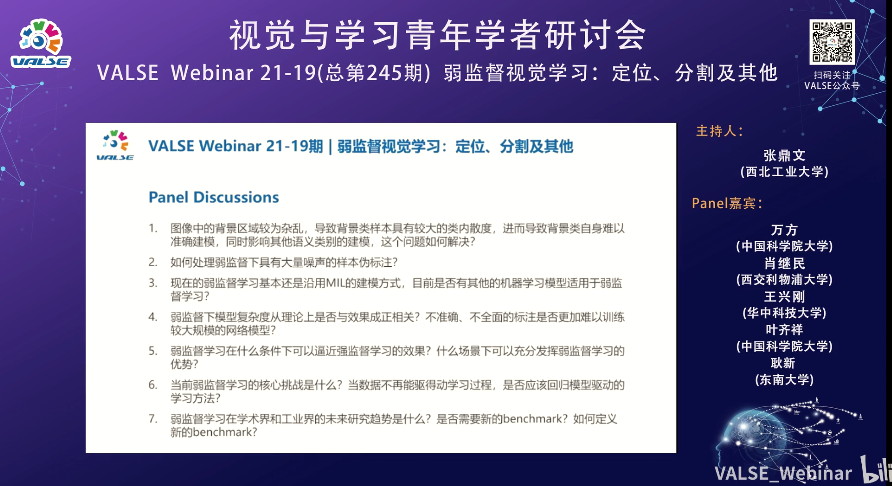 VALSE
视觉与学习青年学者研讨会
VALSE Webinar 21-19(总第245期) 弱监督视觉学习：定位、分割及其他
扫码关注
VALSE公众号
VALSE
VALSE Webinar 21-19期 | 弱监督视觉学习：定位、分割及其他
Panel Discussions
1. 图像中的背景区域较为杂乱，导致背景类样本具有较大的类内散度，进而导致背景类自身难以
准确建模，同时影响其他语义类别的建模，这个问题如何解决？
2. 如何处理弱监督下具有大量噪声的样本伪标注？
3. 现在的弱监督学习基本还是沿用MIL的建模方式，目前是否有其他的机器学习模型适用于弱监
督学习？
4. 弱监督下模型复杂度从理论上是否与效果成正相关？不准确、不全面的标注是否更加难以训练
较大规模的网络模型？
5. 弱监督学习在什么条件下可以逼近强监督学习的效果？什么场景下可以充分发挥弱监督学习的
优势？
6. 当前弱监督学习的核心挑战是什么？当数据不再能驱得动学习过程，是否应该回归模型驱动的
学习方法？
7. 弱监督学习在学术界和工业界的未来研究趋势是什么？是否需要新的benchmark？如何定义
新的benchmark？
主持人：
张鼎文
(西北工业大学)
Panel嘉宾：
万方
(中国科学院大学)
肖继民
(西交利物浦大学)
王兴刚
(华中科技大学)
叶齐祥
(中国科学院大学)
耿新
(东南大学)
VALSE_Webinar bili